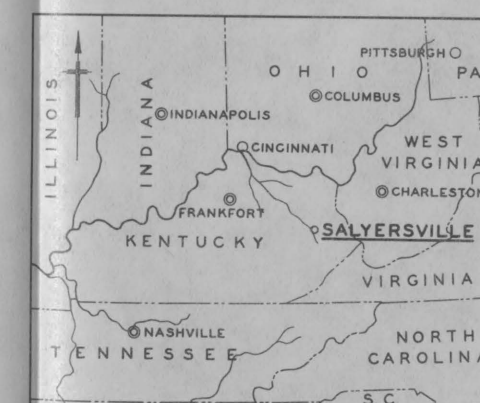 PITTSBURGH
OHIO
PA
COLUMBUS
ILLINOIS
INDIANA
INDIANAPOLIS
CINCINNATI
WEST
VIRGINIA
CHARLESTON
FRANKFORT
SALYERSVILLE
KENTUCKY
VIRGINIA
NASHVILLE
TENNESSEE
NORTH
CAROLINA
S.C.